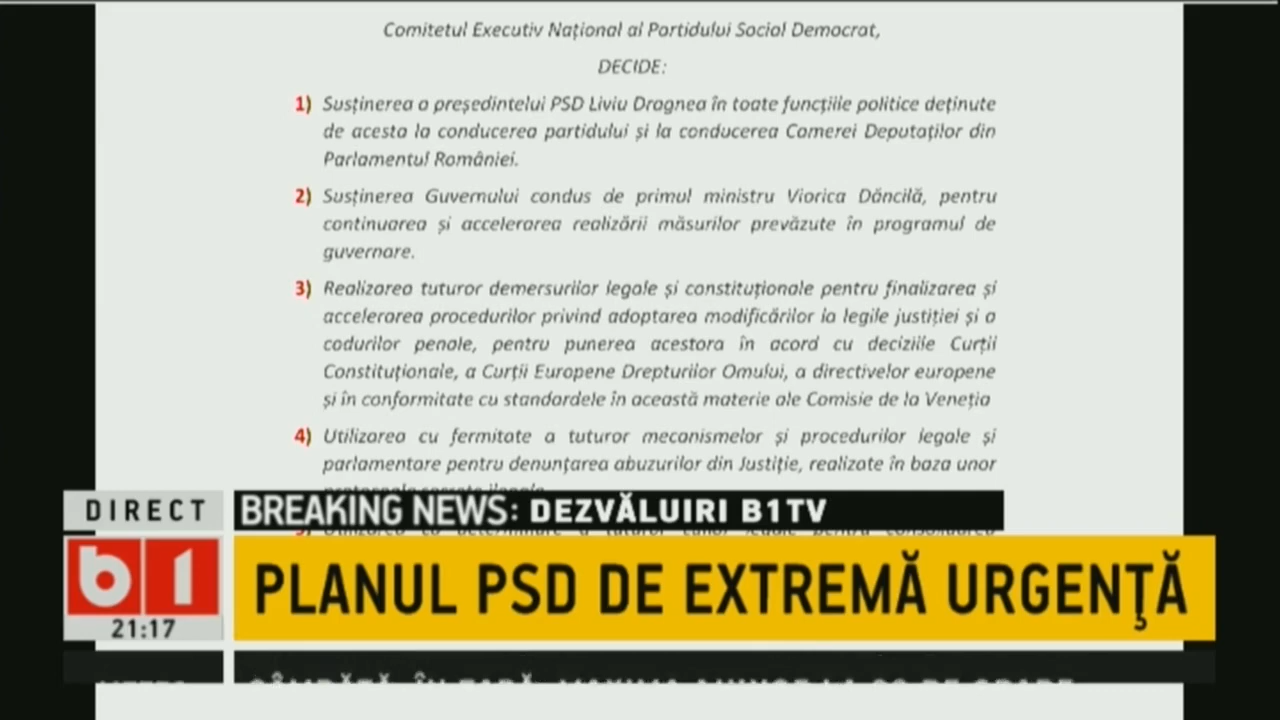 Comitetul Executiv Național al Partidului Social Democrat,
DECIDE:
1) Susținerea a președintelui PSD Liviu Dragnea în toate funcțiile politice deținute
de acesta la conducerea partidului și la conducerea Camerei Deputaților din
Parlamentul României.
2) Susținerea Guvernului condus de primul ministru Viorica Dăncilă, pentru
continuarea și accelerarea realizării măsurilor prevăzute în programul de
guvernare.
3) Realizarea tuturor demersurilor legale și constituționale pentru finalizarea și
accelerarea procedurilor privind adoptarea modificărilor la legile justiției și a
codurilor penale, pentru punerea acestora în acord cu deciziile Curții
Constituționale, a Curții Europene Drepturilor Omului, a directivelor europene
și în conformitate cu standardele în această materie ale Comisie de la Veneția
4) Utilizarea cu fermitate a tuturor mecanismelor și procedurilor legale și
parlamentare pentru denunțarea abuzurilor din Justiție, realizate în baza unor
DIRECT
BREAKING NEWS: DEZVĂLUIRI B1TV
b1
PLANUL PSD DE EXTREMĂ URGENŢĂ
21:17